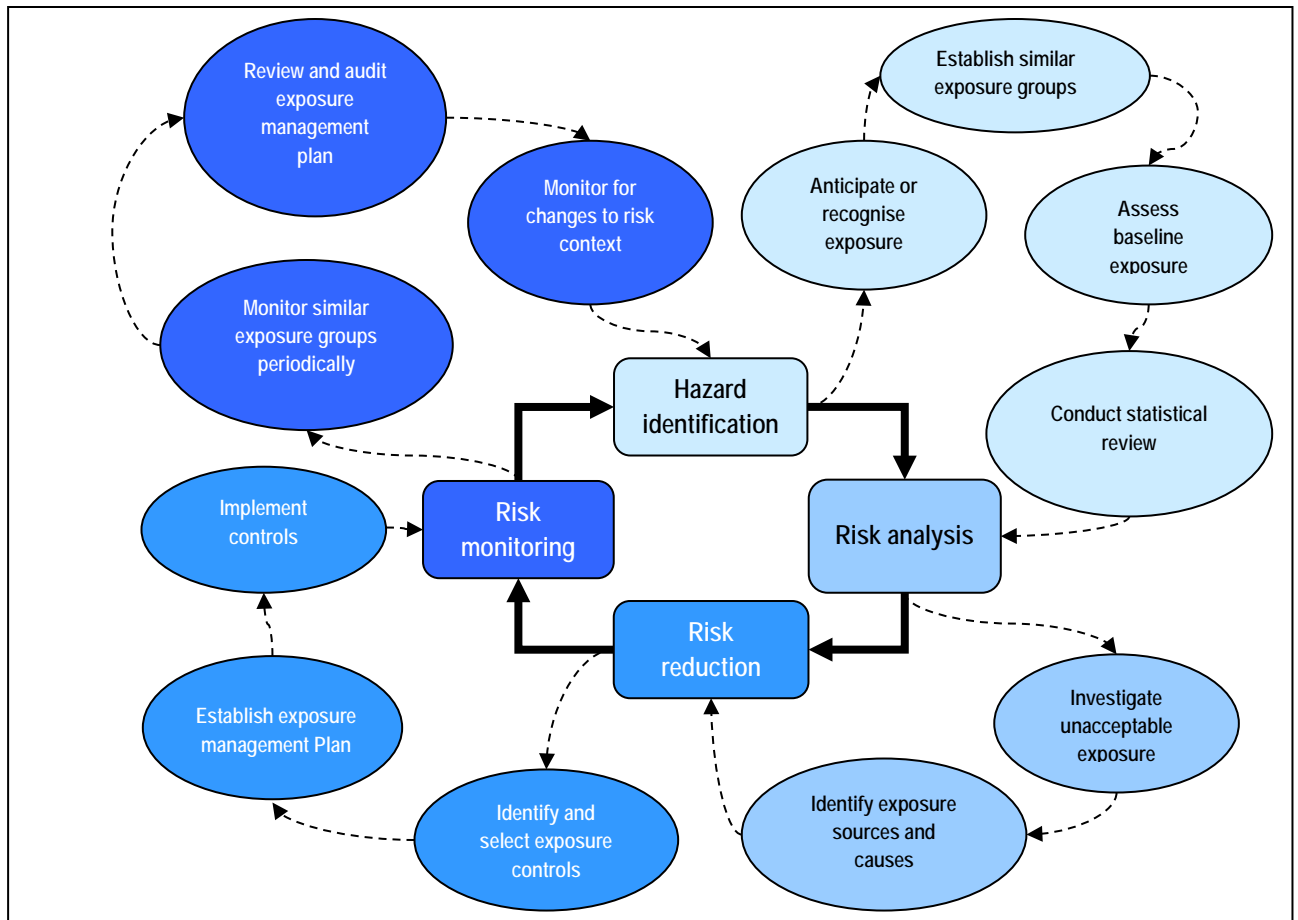 Review and audit
exposure
management
plan
Establish similar
exposure groups
Monitor for
changes to risk
context
Anticipate or
recognise
exposure
Assess
baseline
exposure
Monitor similar
exposure groups
periodically
Hazard
identification
Conduct statistical
review
Implement
controls
Risk
monitoring
Risk analysis
Risk
reduction
Establish exposure
management Plan
Investigate
unacceptable
exposure
Identify and
select exposure
controls
Identify exposure
sources and
causes